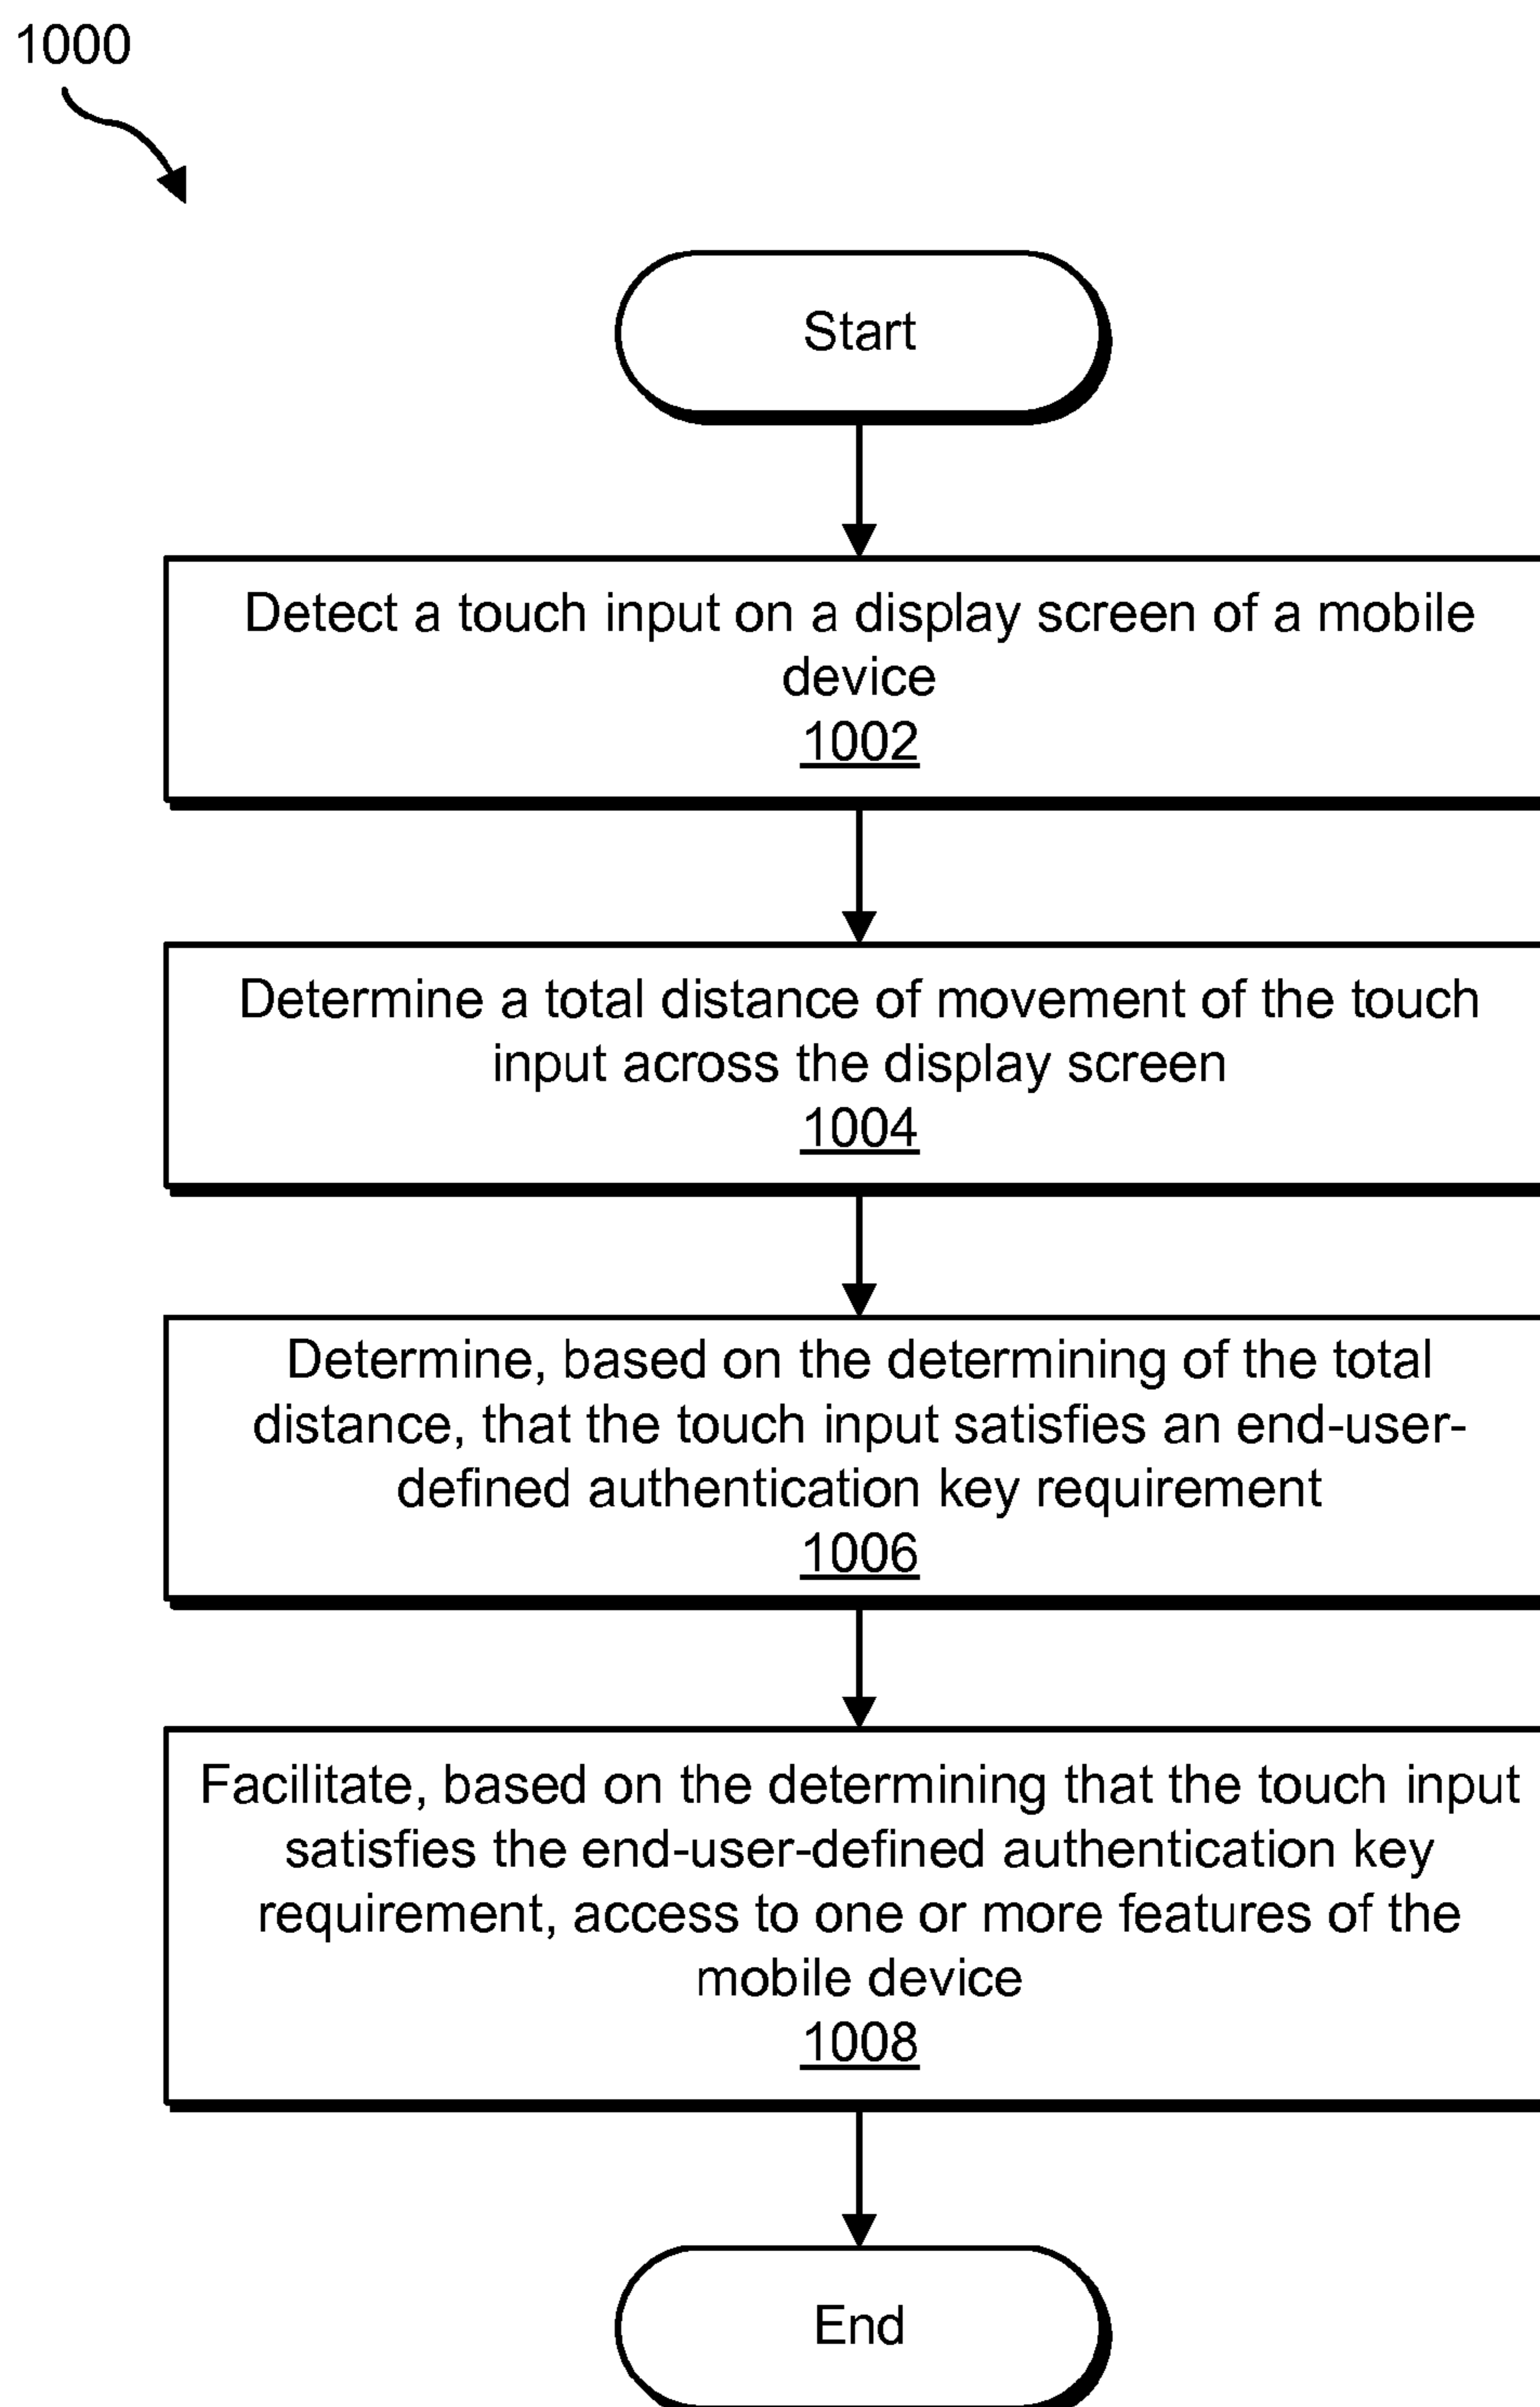 1000
Start
Detect a touch input on a display screen of a mobile
device
1002
Determine a total distance of movement of the touch
input across the display screen
1004
Determine, based on the determining of the total
distance, that the touch input satisfies an end-user-
defined authentication key requirement
1006
Facilitate, based on the determining that the touch input
satisfies the end-user-defined authentication key
requirement, access to one or more features of the
mobile device
1008
End